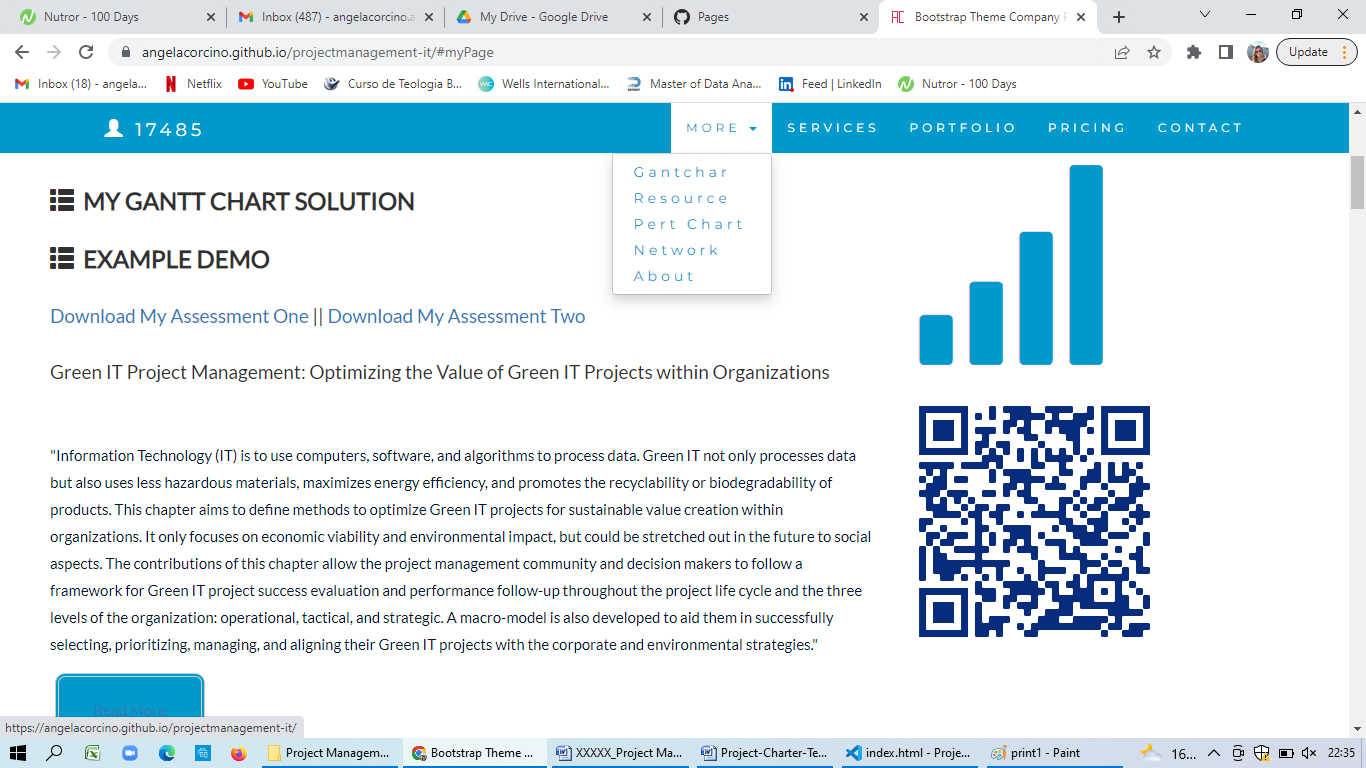 Nutror - 100 Days
Inbox (487) - angelacorcino.a
My Drive - Google Drive
Pages
Bootstrap Theme Company P
angelacorcino.github.io/projectmanagement-it/#myPage
Update
Inbox (18) - angela...
Netflix
YouTube
Curso de Teologia B...
Wells International...
Master of Data Ana...
Feed | LinkedIn
Nutror - 100 Days
17485
MORE
SERVICES
PORTFOLIO
PRICING
CONTACT
Gantchar
Resource
Pert Chart
Network
About
MY GANTT CHART SOLUTION
EXAMPLE DEMO
Download My Assessment One || Download My Assessment Two
Green IT Project Management: Optimizing the Value of Green IT Projects within Organizations
"Information Technology (IT) is to use computers, software, and algorithms to process data. Green IT not only processes data
but also uses less hazardous materials, maximizes energy efficiency, and promotes the recyclability or biodegradability of
products. This chapter aims to define methods to optimize Green IT projects for sustainable value creation within
organizations. It only focuses on economic viability and environmental impact, but could be stretched out in the future to social
aspects. The contributions of this chapter allow the project management community and decision makers to follow a
framework for Green IT project success evaluation and performance follow-up throughout the project life cycle and the three
levels of the organization: operational, tactical, and strategic. A macro-model is also developed to aid them in successfully
selecting, prioritizing, managing, and aligning their Green IT projects with the corporate and environmental strategies."
Read More
https://angelacorcino.github.io/projectmanagement-it/
Project Managem...
Bootstrap Theme ...
XXXXX_Project Ma...
Project-Charter-Te...
index.html - Proje...
print1 - Paint
16...
22:35